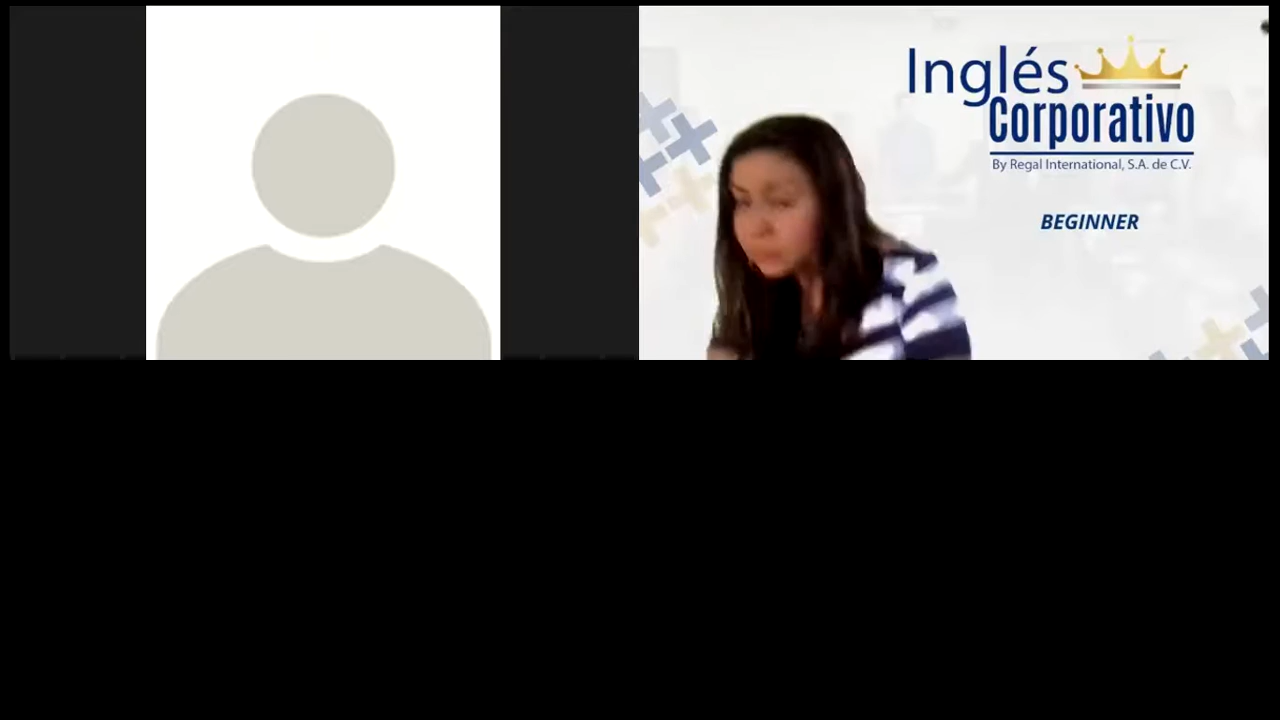 Inglés
Corporativo
By Regal International, S.A. de C.V.
BEGINNER